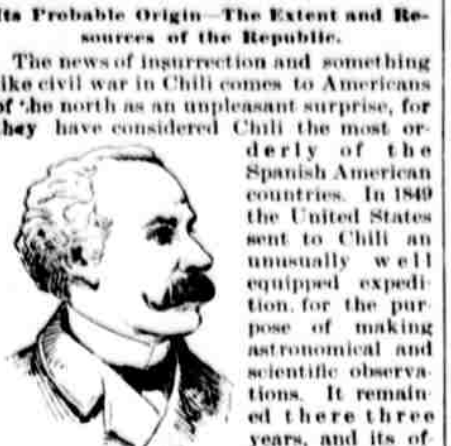 Its Probable Origin—The Extent and Re-
sources of the Republic.
The news of insurrection and something
like civil war in Chili comes to Americans
of the north as an unpleasant surprise, for
they have considered Chili the most or-
derly of the
Spanish American
countries. In 1849
the United States
sent to Chili an
unusually well
equipped expedi-
tion, for the pur-
pose of making
astronomical and
scientific observa-
tions. It remain-
ed there three
years, and its of-